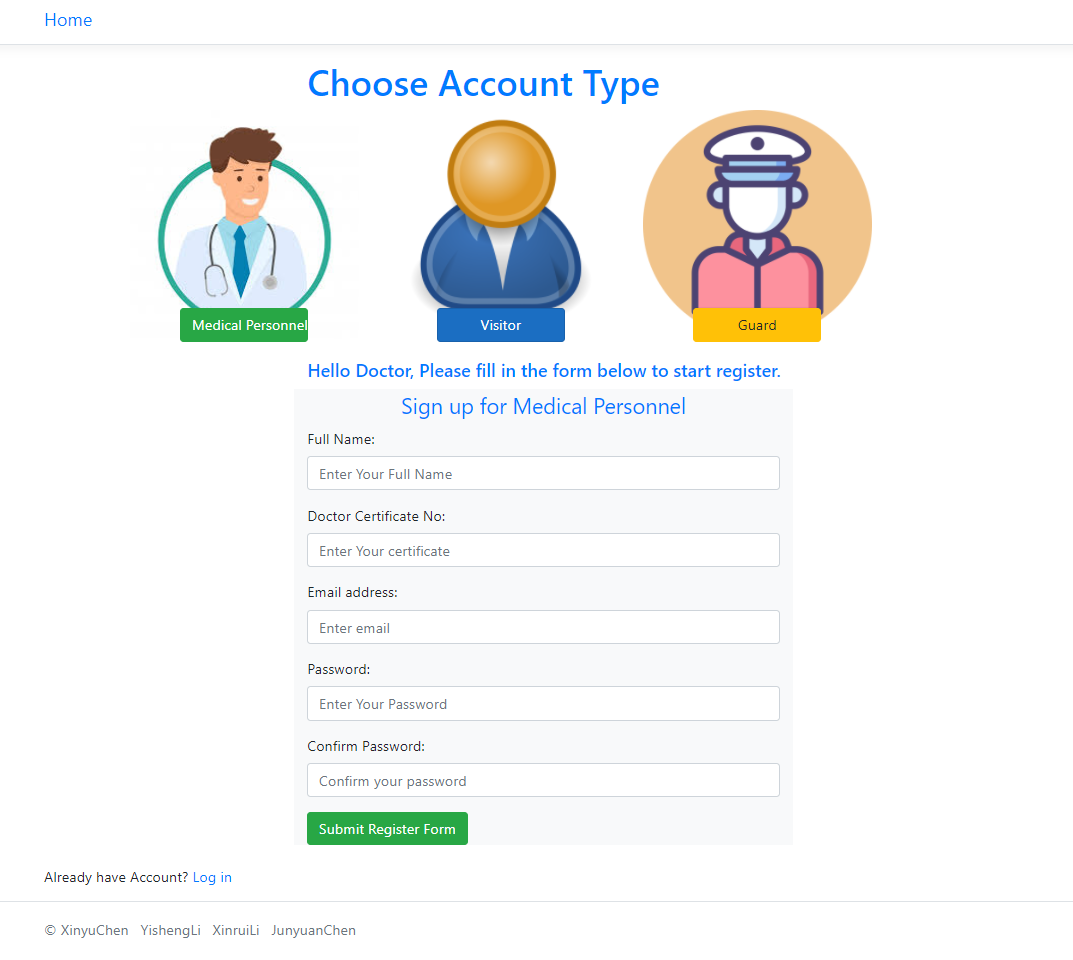 Home
Choose Account Type
Medical Personnel
Visitor
Guard
Hello Doctor, Please fill in the form below to start register.
Sign up for Medical Personnel
Full Name:
Enter Your Full Name
Doctor Certificate No:
Enter Your certificate
Email address:
Enter email
Password:
Enter Your Password
Confirm Password:
Confirm your password
Submit Register Form
Already have Account? Log in
© XinyuChen YishengLi XinruiLi JunyuanChen